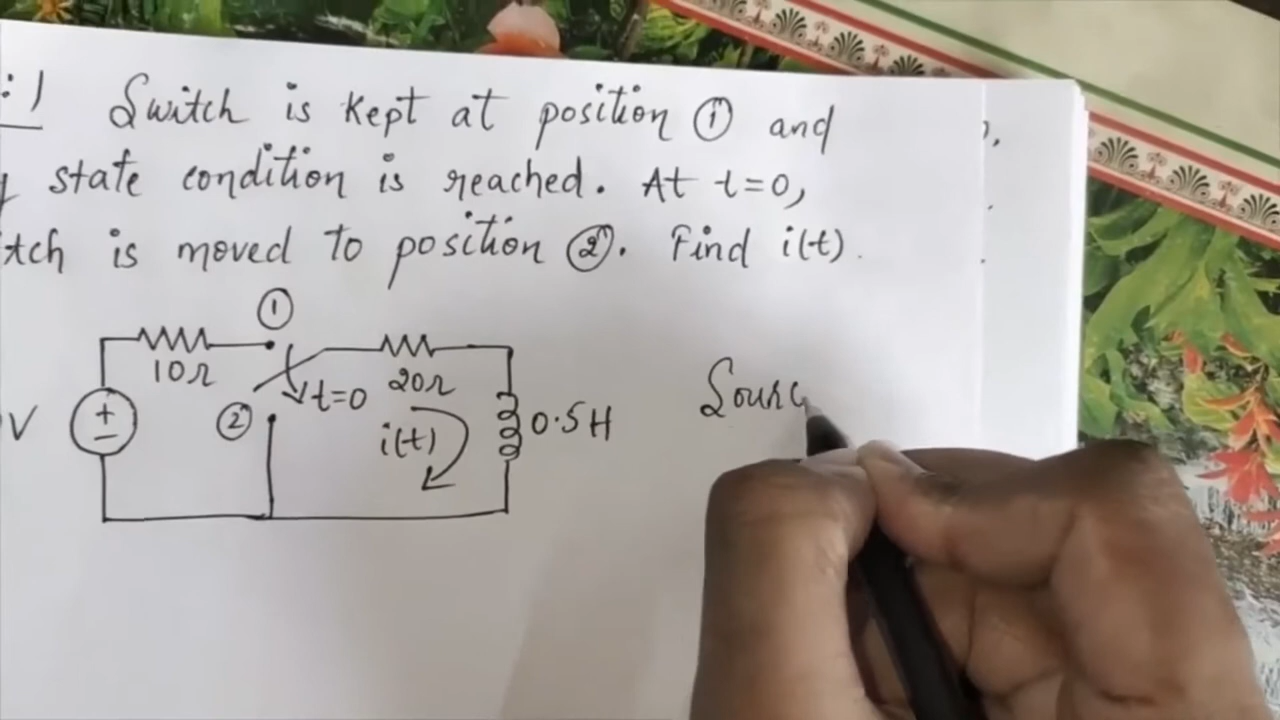 :1 Switch is kept at position ① and
state condition is reached. At t=0,
is moved to position ②. Find i(t).
①
10Ω
t=0
20Ω
②
V
+
−
i(t)
0.5H
Sourc